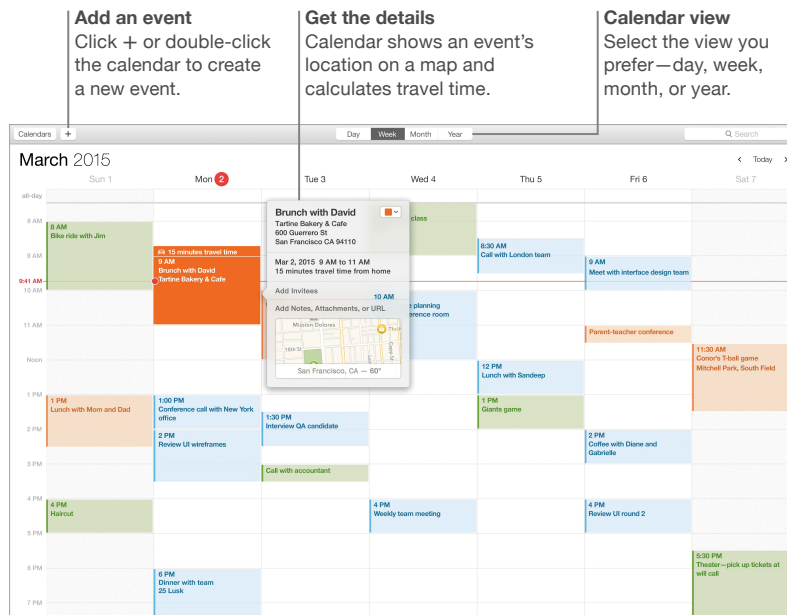 Add an event
Click + or double-click
the calendar to create
a new event.
Get the details
Calendar shows an event’s
location on a map and
calculates travel time.
Calendar view
Select the view you
prefer—day, week,
month, or year.
Calendars +
Day Week Month Year
Search
March 2015
< Today >
Sun 1 Mon 2 Tue 3 Wed 4 Thu 5 Fri 6 Sat 7
all-day
8 AM
9 AM
9:41 AM
10 AM
11 AM
Noon
1 PM
2 PM
3 PM
4 PM
5 PM
6 PM
7 PM
8 AM
Bike ride with Jim
1 PM
Lunch with Mom and Dad
4 PM
Haircut
15 minutes travel time
9 AM
Brunch with David
Tartine Bakery & Cafe
1:00 PM
Conference call with New York
office
2 PM
Review UI wireframes
6 PM
Dinner with team
25 Lusk
Brunch with David
Tartine Bakery & Cafe
600 Guerrero St
San Francisco CA 94110
Mar 2, 2015 9 AM to 11 AM
15 minutes travel time from home
Add Invitees
Add Notes, Attachments, or URL
Mission Dolores
18th St
San Francisco, CA — 60°
1:30 PM
Interview QA candidate
Call with accountant
class
10 AM
planning
4 PM
Weekly team meeting
8:30 AM
Call with London team
12 PM
Lunch with Sandeep
1 PM
Giants game
9 AM
Meet with interface design team
Parent-teacher conference
2 PM
Coffee with Diane and
Gabrielle
4 PM
Review UI round 2
11:30 AM
Conor’s T-ball game
Mitchell Park, South Field
5:30 PM
Theater—pick up tickets at
will call